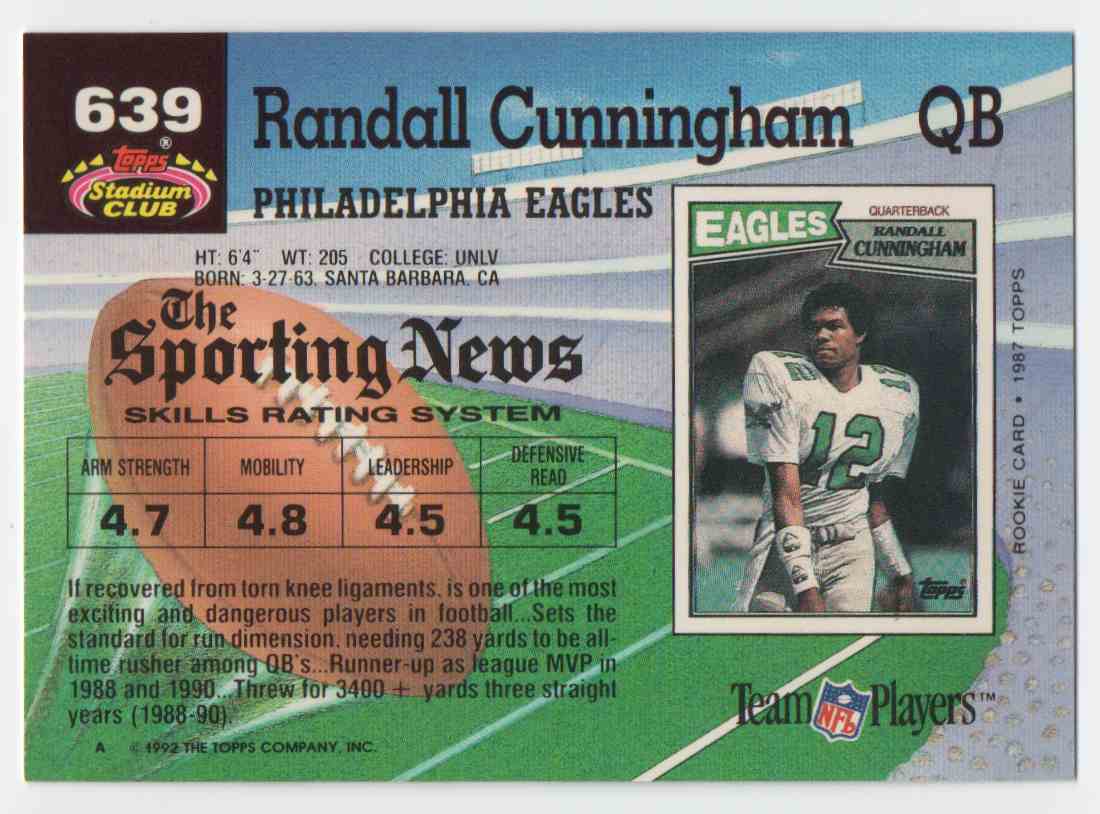 639
Topps®
Stadium
CLUB
Randall Cunningham QB
PHILADELPHIA EAGLES
HT: 6'4" WT: 205 COLLEGE: UNLV
BORN: 3-27-63, SANTA BARBARA, CA
The
Sporting News
SKILLS RATING SYSTEM
ARM STRENGTH MOBILITY LEADERSHIP DEFENSIVE READ
4.7 4.8 4.5 4.5
If recovered from torn knee ligaments, is one of the most
exciting and dangerous players in football...Sets the
standard for run dimension, needing 238 yards to be all-
time rusher among QB's...Runner-up as league MVP in
1988 and 1990...Threw for 3400 + yards three straight
years (1988-90).
A © 1992 THE TOPPS COMPANY, INC.
EAGLES
QUARTERBACK
RANDALL
CUNNINGHAM
12
12
12
Topps
ROOKIE CARD • 1987 TOPPS
Team NFL Players™